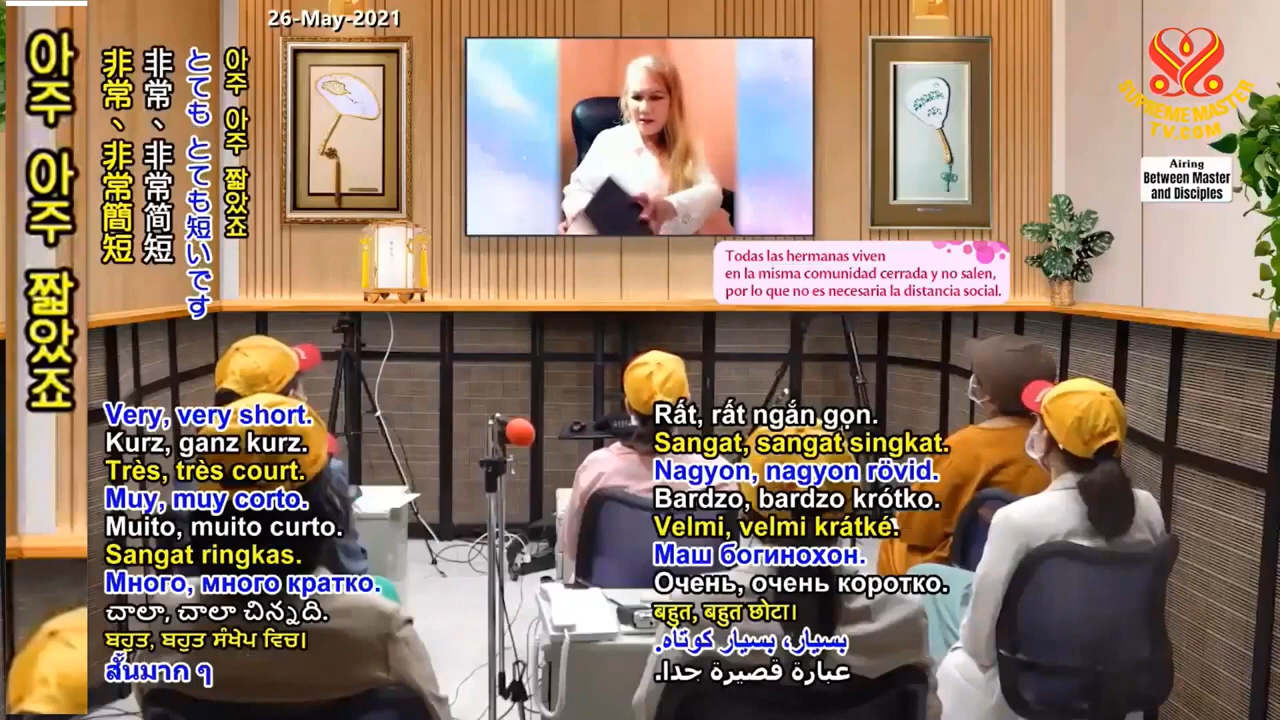 26-May-2021
SUPREME MASTER
TV.COM
Airing
Between Master
and Disciples
아주 아주 짧았죠
非常、非常簡短
非常、非常简短
とても とても短いです
아주 아주 짧았죠
Todas las hermanas viven
en la misma comunidad cerrada y no salen,
por lo que no es necesaria la distancia social.
Very, very short.
Kurz, ganz kurz.
Très, très court.
Muy, muy corto.
Muito, muito curto.
Sangat ringkas.
Много, много кратко.
చాలా, చాలా చిన్నది.
ਬਹੁਤ, ਬਹੁਤ ਸੰਖੇਪ ਵਿਚ।
สั้นมาก ๆ
Rất, rất ngắn gọn.
Sangat, sangat singkat.
Nagyon, nagyon rövid.
Bardzo, bardzo krótko.
Velmi, velmi krátké.
Маш богинохон.
Очень, очень коротко.
बहुत, बहुत छोटा।
بسیار، بسیار کوتاه.
عبارة قصيرة جدا.